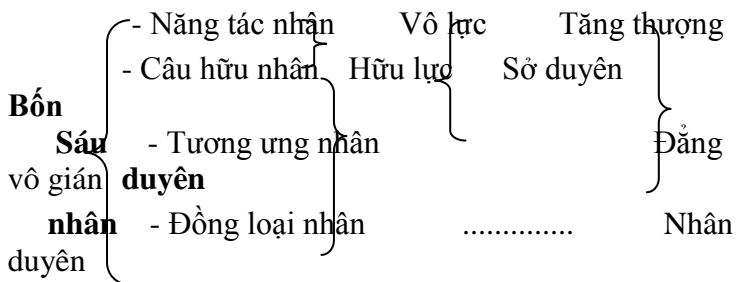 - Năng tác nhân Vô lực Tăng thượng
- Câu hữu nhân Hữu lực Sở duyên
Bốn
Sáu - Tương ưng nhân Đẳng
vô gián duyên
nhân - Đồng loại nhân .............. Nhân
duyên